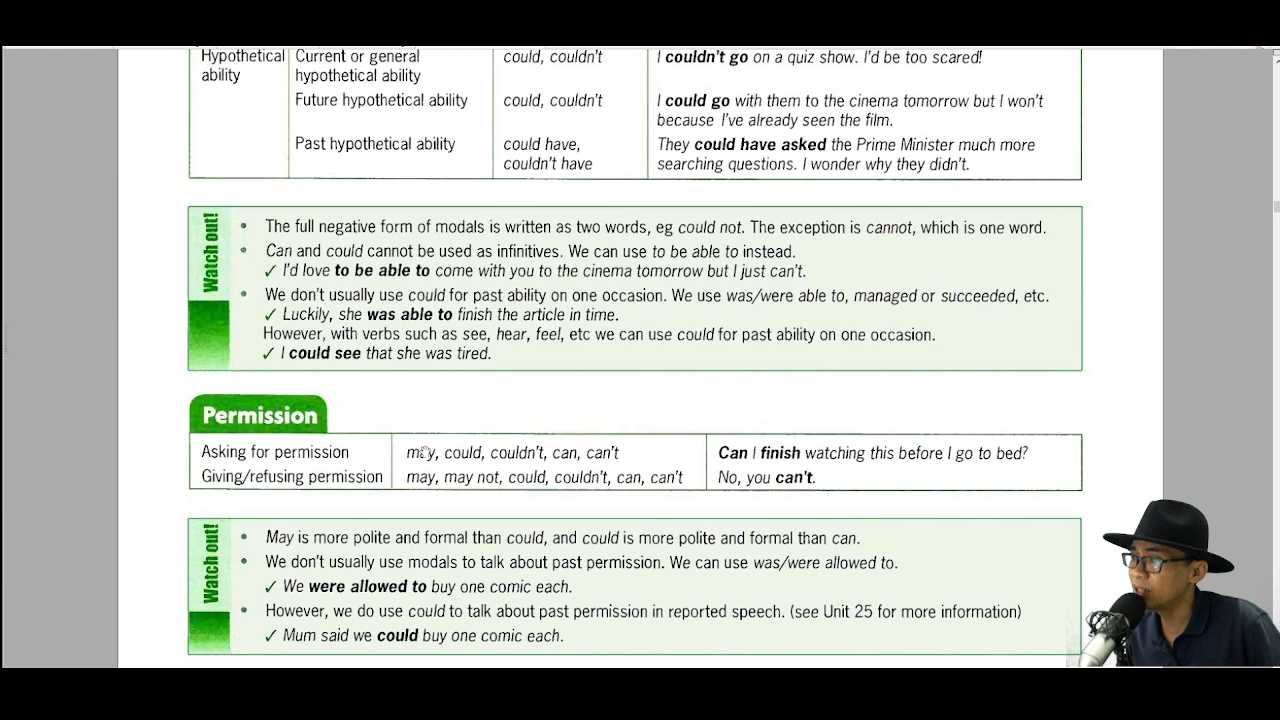 Hypothetical Current or general could, couldn't I couldn't go on a quiz show. I'd be too scared!
ability hypothetical ability
Future hypothetical ability could, couldn't I could go with them to the cinema tomorrow but I won't
because I've already seen the film.
Past hypothetical ability could have, They could have asked the Prime Minister much more
couldn't have searching questions. I wonder why they didn't.
Watch out!
• The full negative form of modals is written as two words, eg could not. The exception is cannot, which is one word.
• Can and could cannot be used as infinitives. We can use to be able to instead.
✓ I'd love to be able to come with you to the cinema tomorrow but I just can't.
• We don't usually use could for past ability on one occasion. We use was/were able to, managed or succeeded, etc.
✓ Luckily, she was able to finish the article in time.
However, with verbs such as see, hear, feel, etc we can use could for past ability on one occasion.
✓ I could see that she was tired.
Permission
Asking for permission may, could, couldn't, can, can't Can I finish watching this before I go to bed?
Giving/refusing permission may, may not, could, couldn't, can, can't No, you can't.
Watch out!
• May is more polite and formal than could, and could is more polite and formal than can.
• We don't usually use modals to talk about past permission. We can use was/were allowed to.
✓ We were allowed to buy one comic each.
• However, we do use could to talk about past permission in reported speech. (see Unit 25 for more information)
✓ Mum said we could buy one comic each.